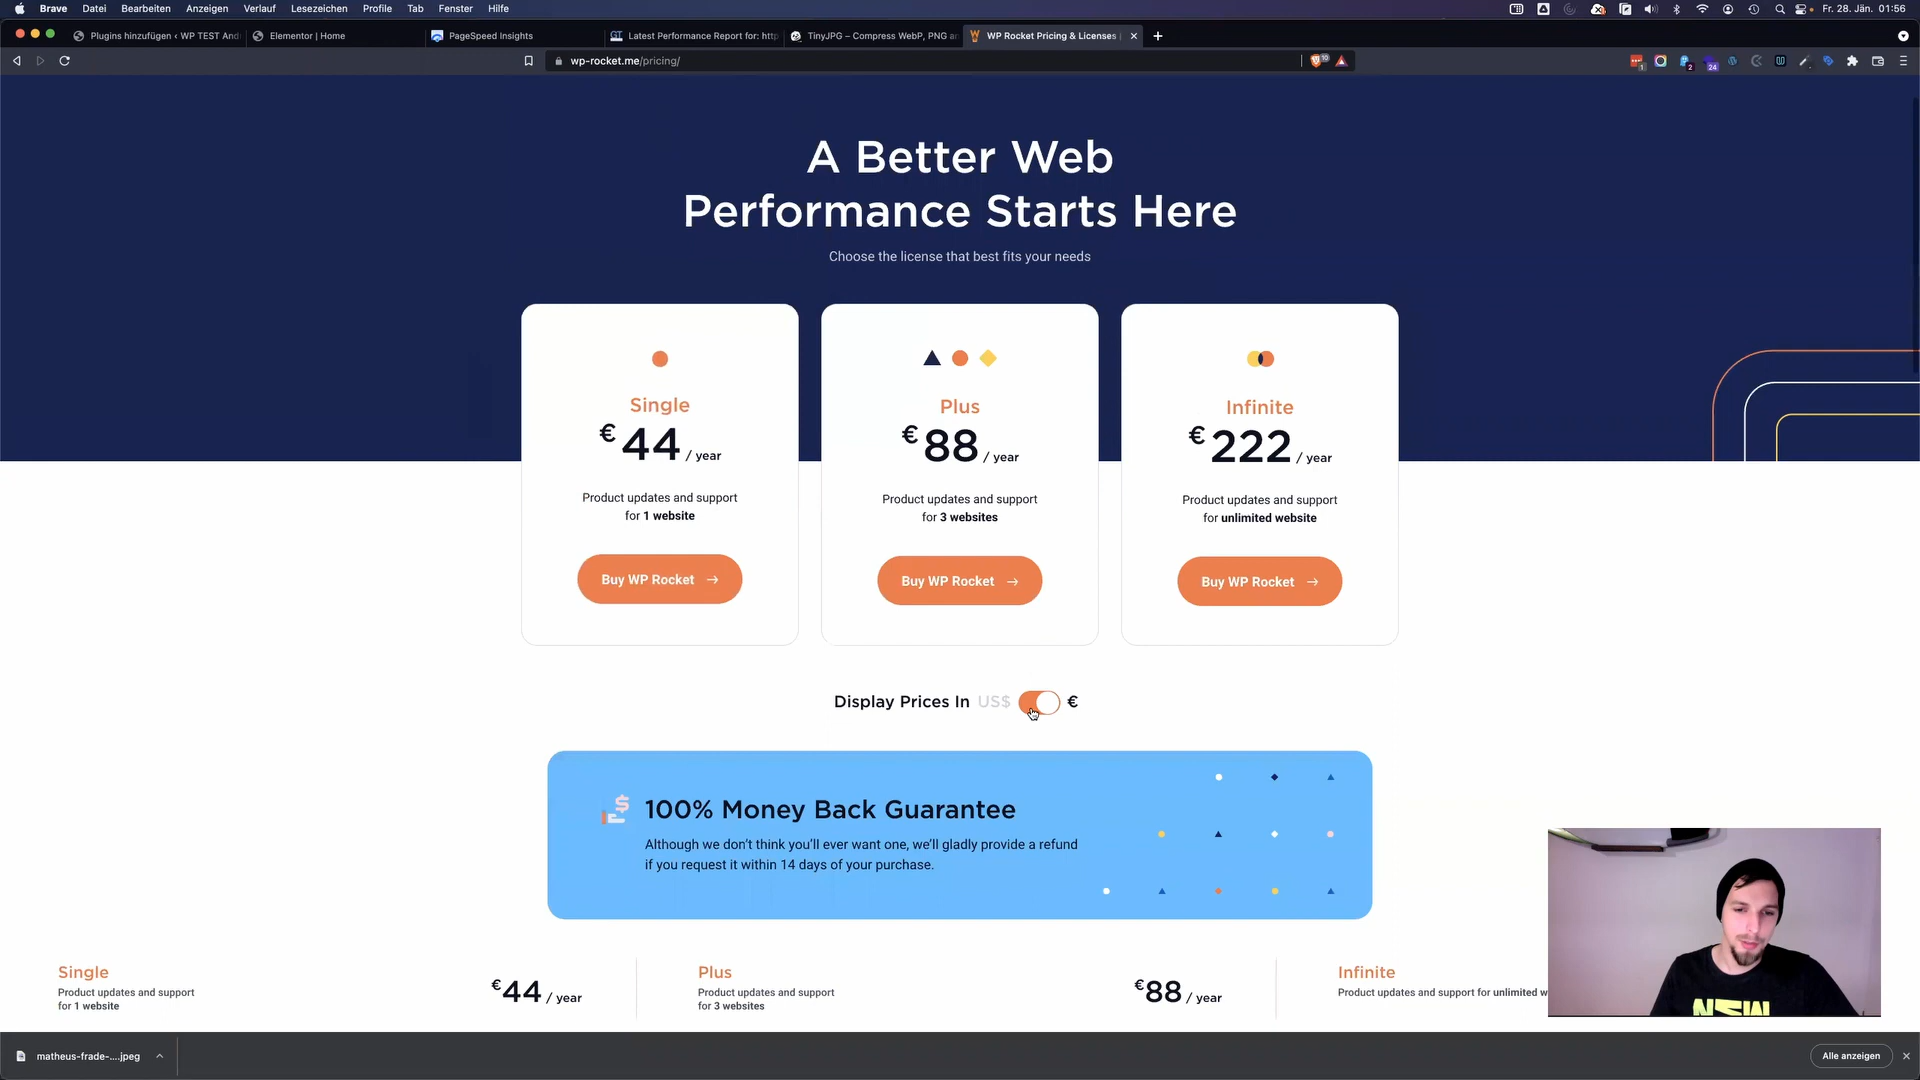 Brave Datei Bearbeiten Anzeigen Verlauf Lesezeichen Profile Tab Fenster Hilfe Fr. 28. Jän. 01:56
Plugins hinzufügen ‹ WP TEST And Elementor | Home PageSpeed Insights Latest Performance Report for: http TinyJPG – Compress WebP, PNG an WP Rocket Pricing & Licenses |
wp-rocket.me/pricing/
A Better Web
Performance Starts Here
Choose the license that best fits your needs
Single
€44 / year
Product updates and support
for 1 website
Buy WP Rocket →
Plus
€88 / year
Product updates and support
for 3 websites
Buy WP Rocket →
Infinite
€222 / year
Product updates and support
for unlimited website
Buy WP Rocket →
Display Prices In US$ €
100% Money Back Guarantee
Although we don’t think you’ll ever want one, we’ll gladly provide a refund
if you request it within 14 days of your purchase.
Single
Product updates and support
for 1 website
€44 / year
Plus
Product updates and support
for 3 websites
€88 / year
Infinite
Product updates and support for unlimited w
matheus-frade-....jpeg
Alle anzeigen